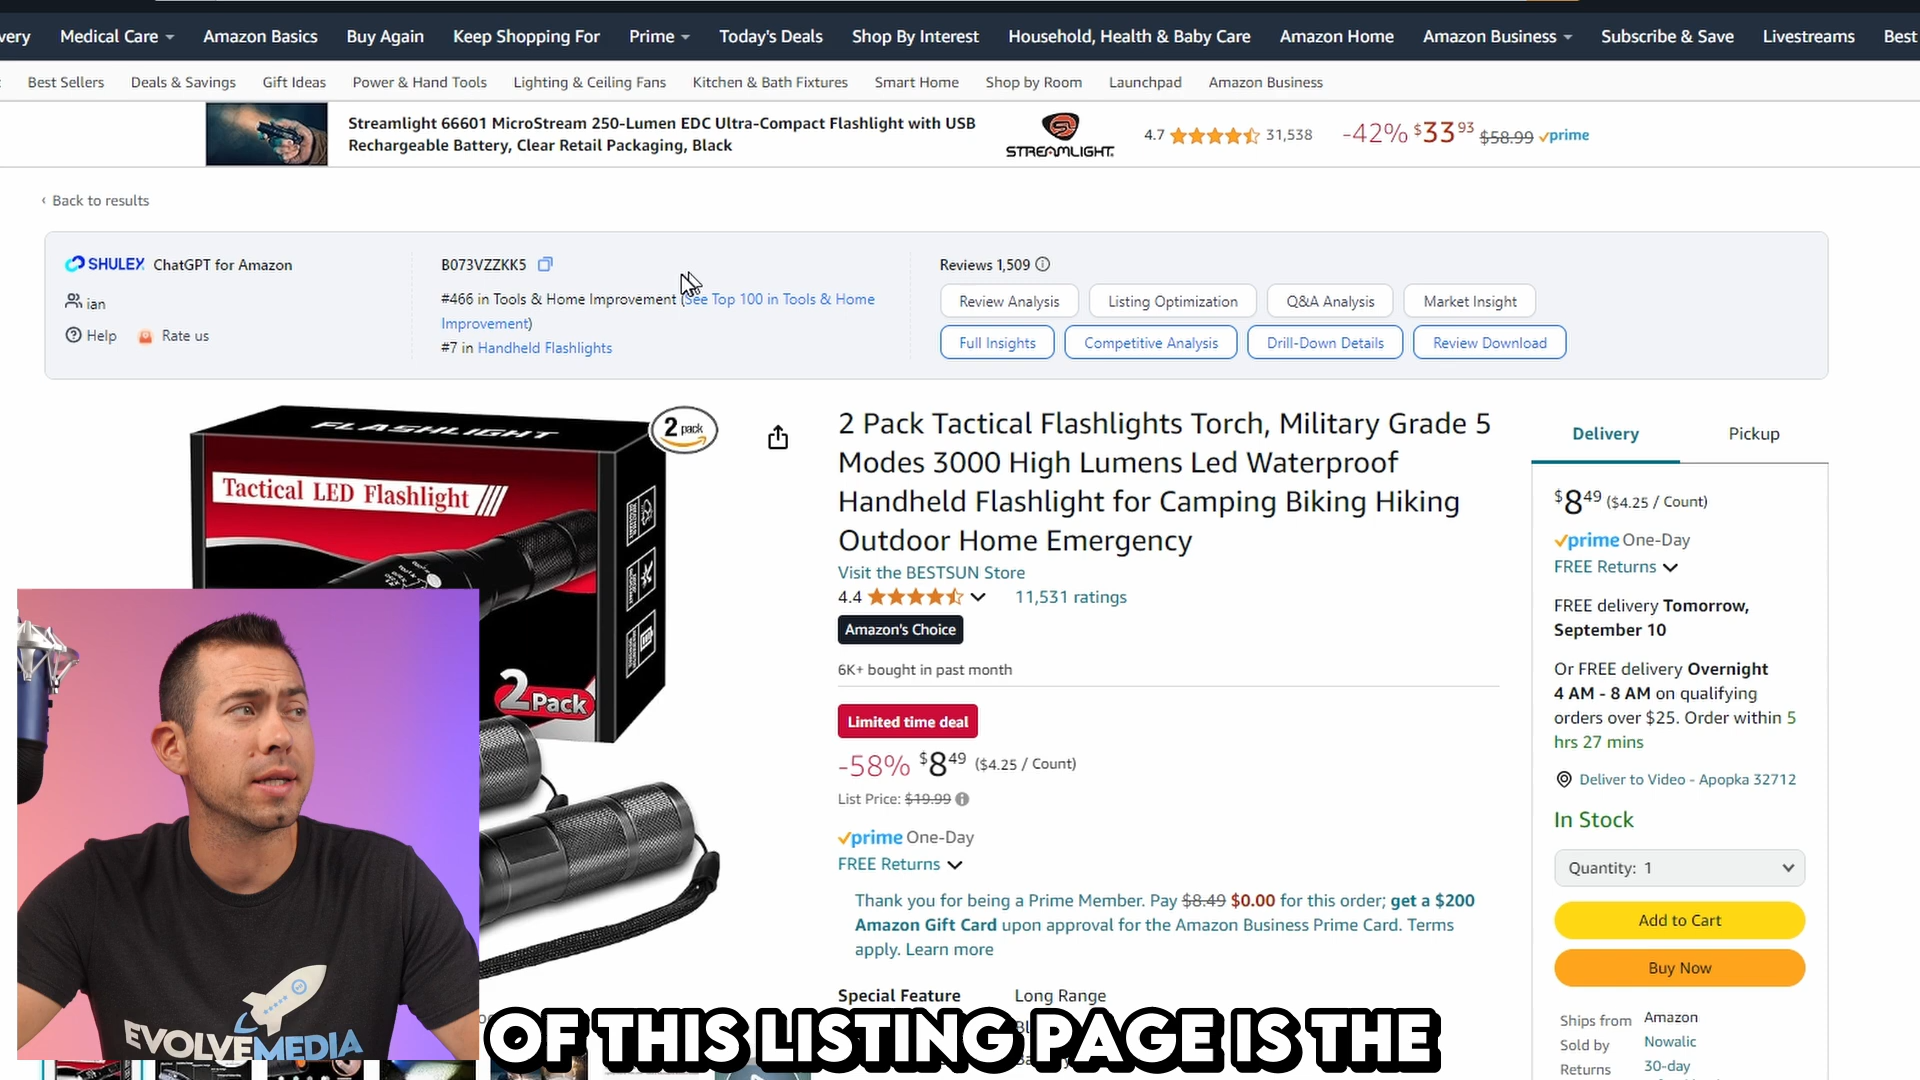 very
Medical Care
Amazon Basics
Buy Again
Keep Shopping For
Prime
Today's Deals
Shop By Interest
Household, Health & Baby Care
Amazon Home
Amazon Business
Subscribe & Save
Livestreams
Best
Best Sellers
Deals & Savings
Gift Ideas
Power & Hand Tools
Lighting & Ceiling Fans
Kitchen & Bath Fixtures
Smart Home
Shop by Room
Launchpad
Amazon Business
Streamlight 66601 MicroStream 250-Lumen EDC Ultra-Compact Flashlight with USB
Rechargeable Battery, Clear Retail Packaging, Black
STREAMLIGHT.
4.7
31,538
-42% $33 93 $58.99 prime
‹ Back to results
SHULEX ChatGPT for Amazon
ian
Help
Rate us
B073VZZKK5
#466 in Tools & Home Improvement (See Top 100 in Tools & Home
Improvement)
#7 in Handheld Flashlights
Reviews 1,509
Review Analysis
Listing Optimization
Q&A Analysis
Market Insight
Full Insights
Competitive Analysis
Drill-Down Details
Review Download
FLASHLIGHT
Tactical LED Flashlight
2 pack
2 Pack
2 Pack Tactical Flashlights Torch, Military Grade 5
Modes 3000 High Lumens Led Waterproof
Handheld Flashlight for Camping Biking Hiking
Outdoor Home Emergency
Visit the BESTSUN Store
4.4
11,531 ratings
Amazon's Choice
6K+ bought in past month
Limited time deal
-58% $8 49 ($4.25 / Count)
List Price: $19.99
prime One-Day
FREE Returns
Thank you for being a Prime Member. Pay $8.49 $0.00 for this order; get a $200
Amazon Gift Card upon approval for the Amazon Business Prime Card. Terms
apply. Learn more
Special Feature
Long Range
Delivery
Pickup
$8 49 ($4.25 / Count)
prime One-Day
FREE Returns
FREE delivery Tomorrow,
September 10
Or FREE delivery Overnight
4 AM - 8 AM on qualifying
orders over $25. Order within 5
hrs 27 mins
Deliver to Video - Apopka 32712
In Stock
Quantity: 1
Add to Cart
Buy Now
Ships from
Amazon
Sold by
Nowalic
Returns
30-day
EVOLVEMEDIA
OF THIS LISTING PAGE IS THE